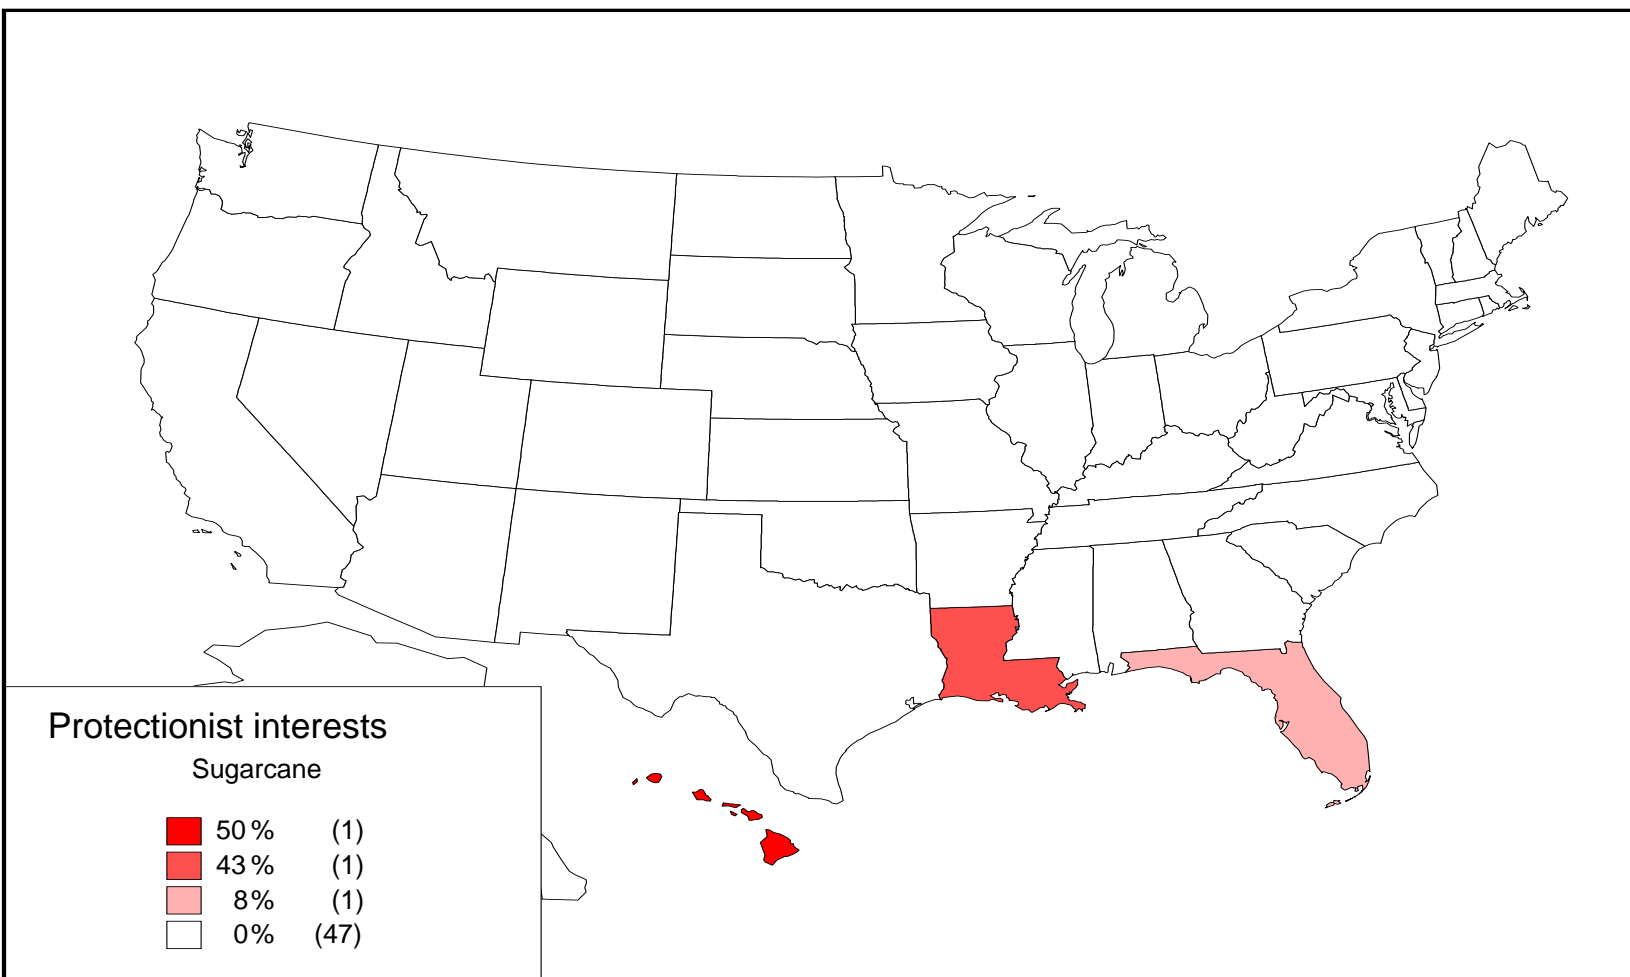 Protectionist interests
Sugarcane
50% (1)
43% (1)
8% (1)
0% (47)